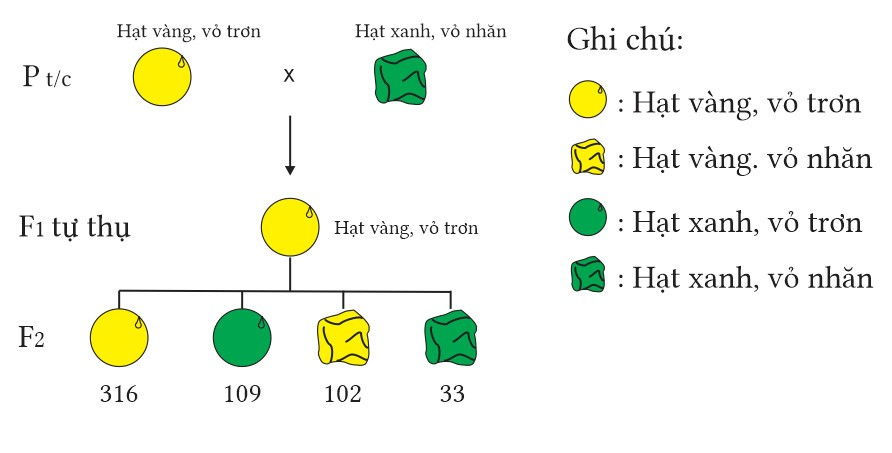 Hạt vàng, vỏ trơn
Hạt xanh, vỏ nhăn
P t/c
x
F1 tự thụ
Hạt vàng, vỏ trơn
F2
316
109
102
33
Ghi chú:
: Hạt vàng, vỏ trơn
: Hạt vàng. vỏ nhăn
: Hạt xanh, vỏ trơn
: Hạt xanh, vỏ nhăn